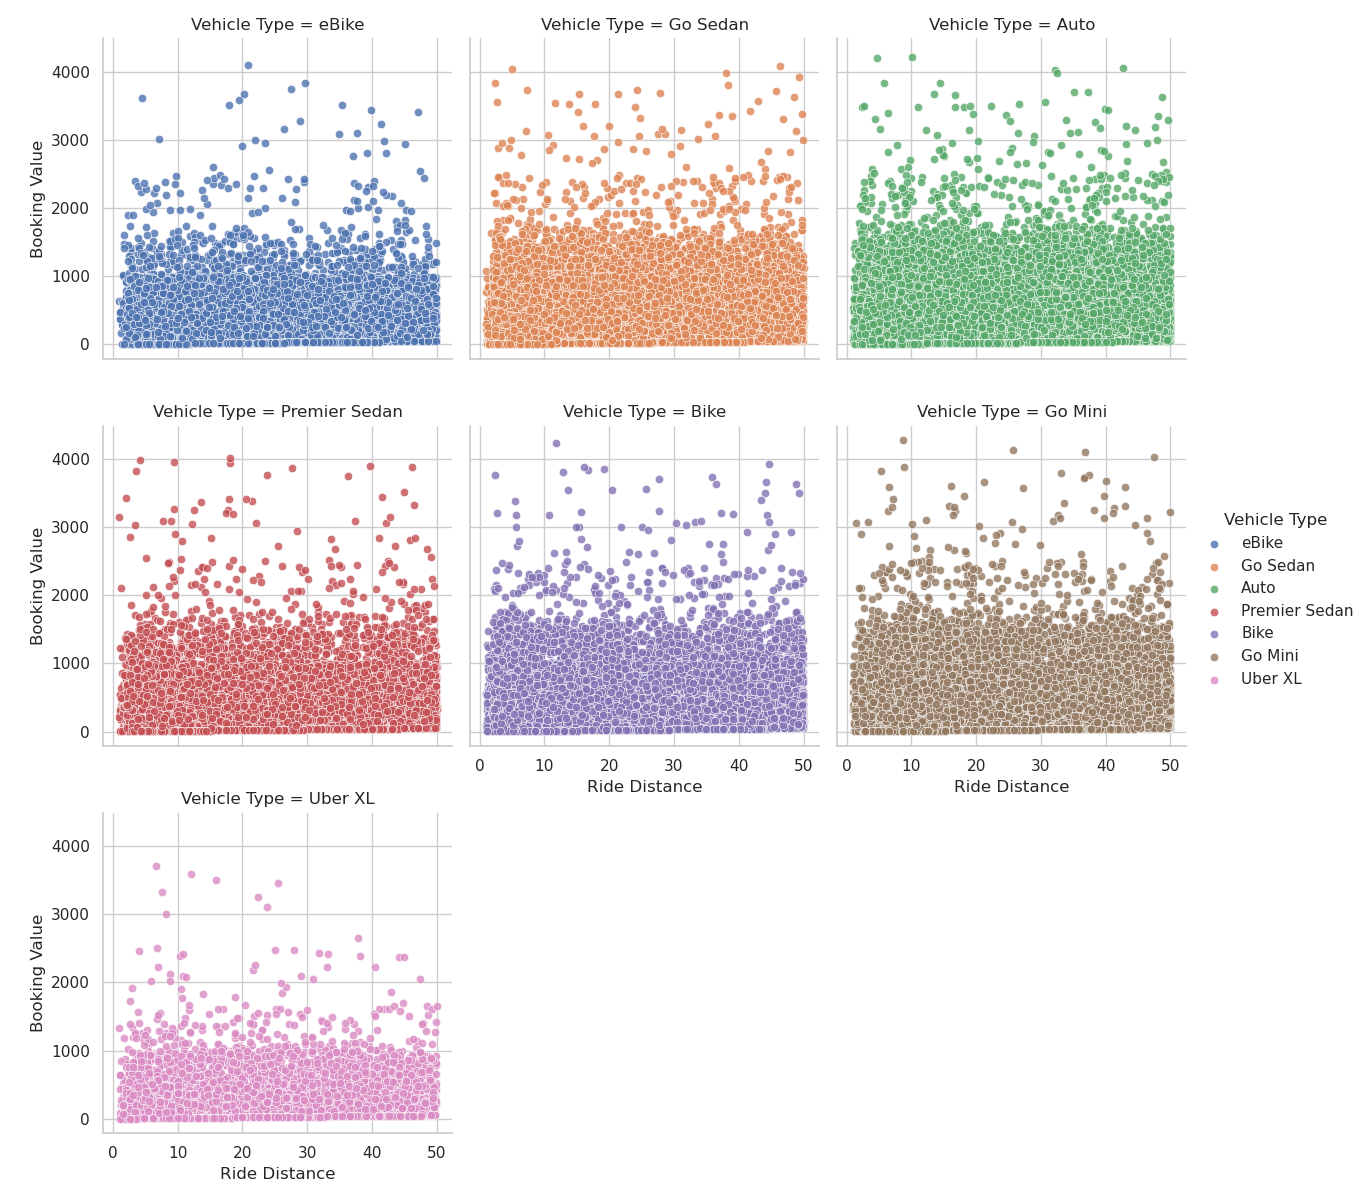 Vehicle Type = eBike
Vehicle Type = Go Sedan
Vehicle Type = Auto
Booking Value
4000
3000
2000
1000
0
Vehicle Type = Premier Sedan
Vehicle Type = Bike
Vehicle Type = Go Mini
Booking Value
4000
3000
2000
1000
0
0 10 20 30 40 50
Ride Distance
0 10 20 30 40 50
Ride Distance
Vehicle Type
eBike
Go Sedan
Auto
Premier Sedan
Bike
Go Mini
Uber XL
Vehicle Type = Uber XL
Booking Value
4000
3000
2000
1000
0
0 10 20 30 40 50
Ride Distance